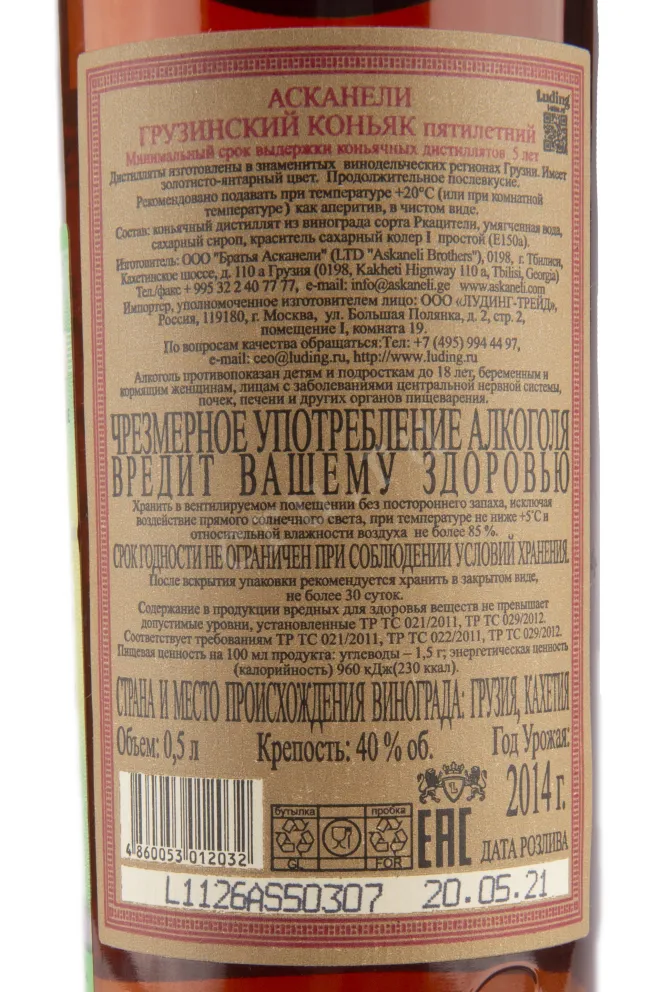 АСКАНЕЛИ
Luding
ГРУЗИНСКИЙ КОНЬЯК ПЯТИЛЕТНИЙ
Минимальный срок выдержки коньячных дистиллятов 5 лет
Дистилляты изготовлены в знаменитых винодельческих регионах Грузии. Имеет
золотисто-янтарный цвет. Продолжительное послевкусие.
Рекомендовано подавать при температуре +20°С (или при комнатной
температуре) как аперитив, в чистом виде.
Состав: коньячный дистиллят из винограда сорта Ркацители, умягченная вода,
сахарный сироп, краситель сахарный колер I простой (Е150а).
Изготовитель: ООО "Братья Асканели" (LTD "Askaneli Brothers"), 0198, г. Тбилиси,
Кахетинское шоссе, д. 110 а Грузия (0198, Kakheti Hignway 110 a, Tbilisi, Georgia)
Тел./факс + 995 32 2 40 77 77, e-mail: info@askaneli.ge www.askaneli.com
Импортер, уполномоченное изготовителем лицо: ООО «ЛУДИНГ-ТРЕЙД»,
Россия, 119180, г. Москва, ул. Большая Полянка, д. 2, стр. 2,
помещение I, комната 19.
По вопросам качества обращаться:Тел: +7 (495) 994 44 97,
e-mail: ceo@luding.ru, http://www.luding.ru
Алкоголь противопоказан детям и подросткам до 18 лет, беременным и
кормящим женщинам, лицам с заболеваниями центральной нервной системы,
почек, печени и других органов пищеварения.
ЧРЕЗМЕРНОЕ УПОТРЕБЛЕНИЕ АЛКОГОЛЯ
ВРЕДИТ ВАШЕМУ ЗДОРОВЬЮ
Хранить в вентилируемом помещении без постороннего запаха, исключая
воздействие прямого солнечного света, при температуре не ниже +5°С и
относительной влажности воздуха не более 85 %.
СРОК ГОДНОСТИ НЕ ОГРАНИЧЕН ПРИ СОБЛЮДЕНИИ УСЛОВИЙ ХРАНЕНИЯ.
После вскрытия упаковки рекомендуется хранить в закрытом виде,
не более 30 суток.
Содержание в продукции вредных для здоровья веществ не превышает
допустимые уровни, установленные ТР ТС 021/2011, ТР ТС 029/2012.
Соответствует требованиям ТР ТС 021/2011, ТР ТС 022/2011, ТР ТС 029/2012.
Пищевая ценность на 100 мл продукта: углеводы – 1,5 г; энергетическая ценность
(калорийность) 960 кДж(230 ккал).
СТРАНА И МЕСТО ПРОИСХОЖДЕНИЯ ВИНОГРАДА: ГРУЗИЯ, КАХЕТИЯ
Объем: 0,5 л Крепость: 40 % об. Год Урожая:
2014 г.
бутылка пробка
GL FOR
ЕАС
ДАТА РОЗЛИВА
4 860053 012032
L1126AS50307 20.05.21